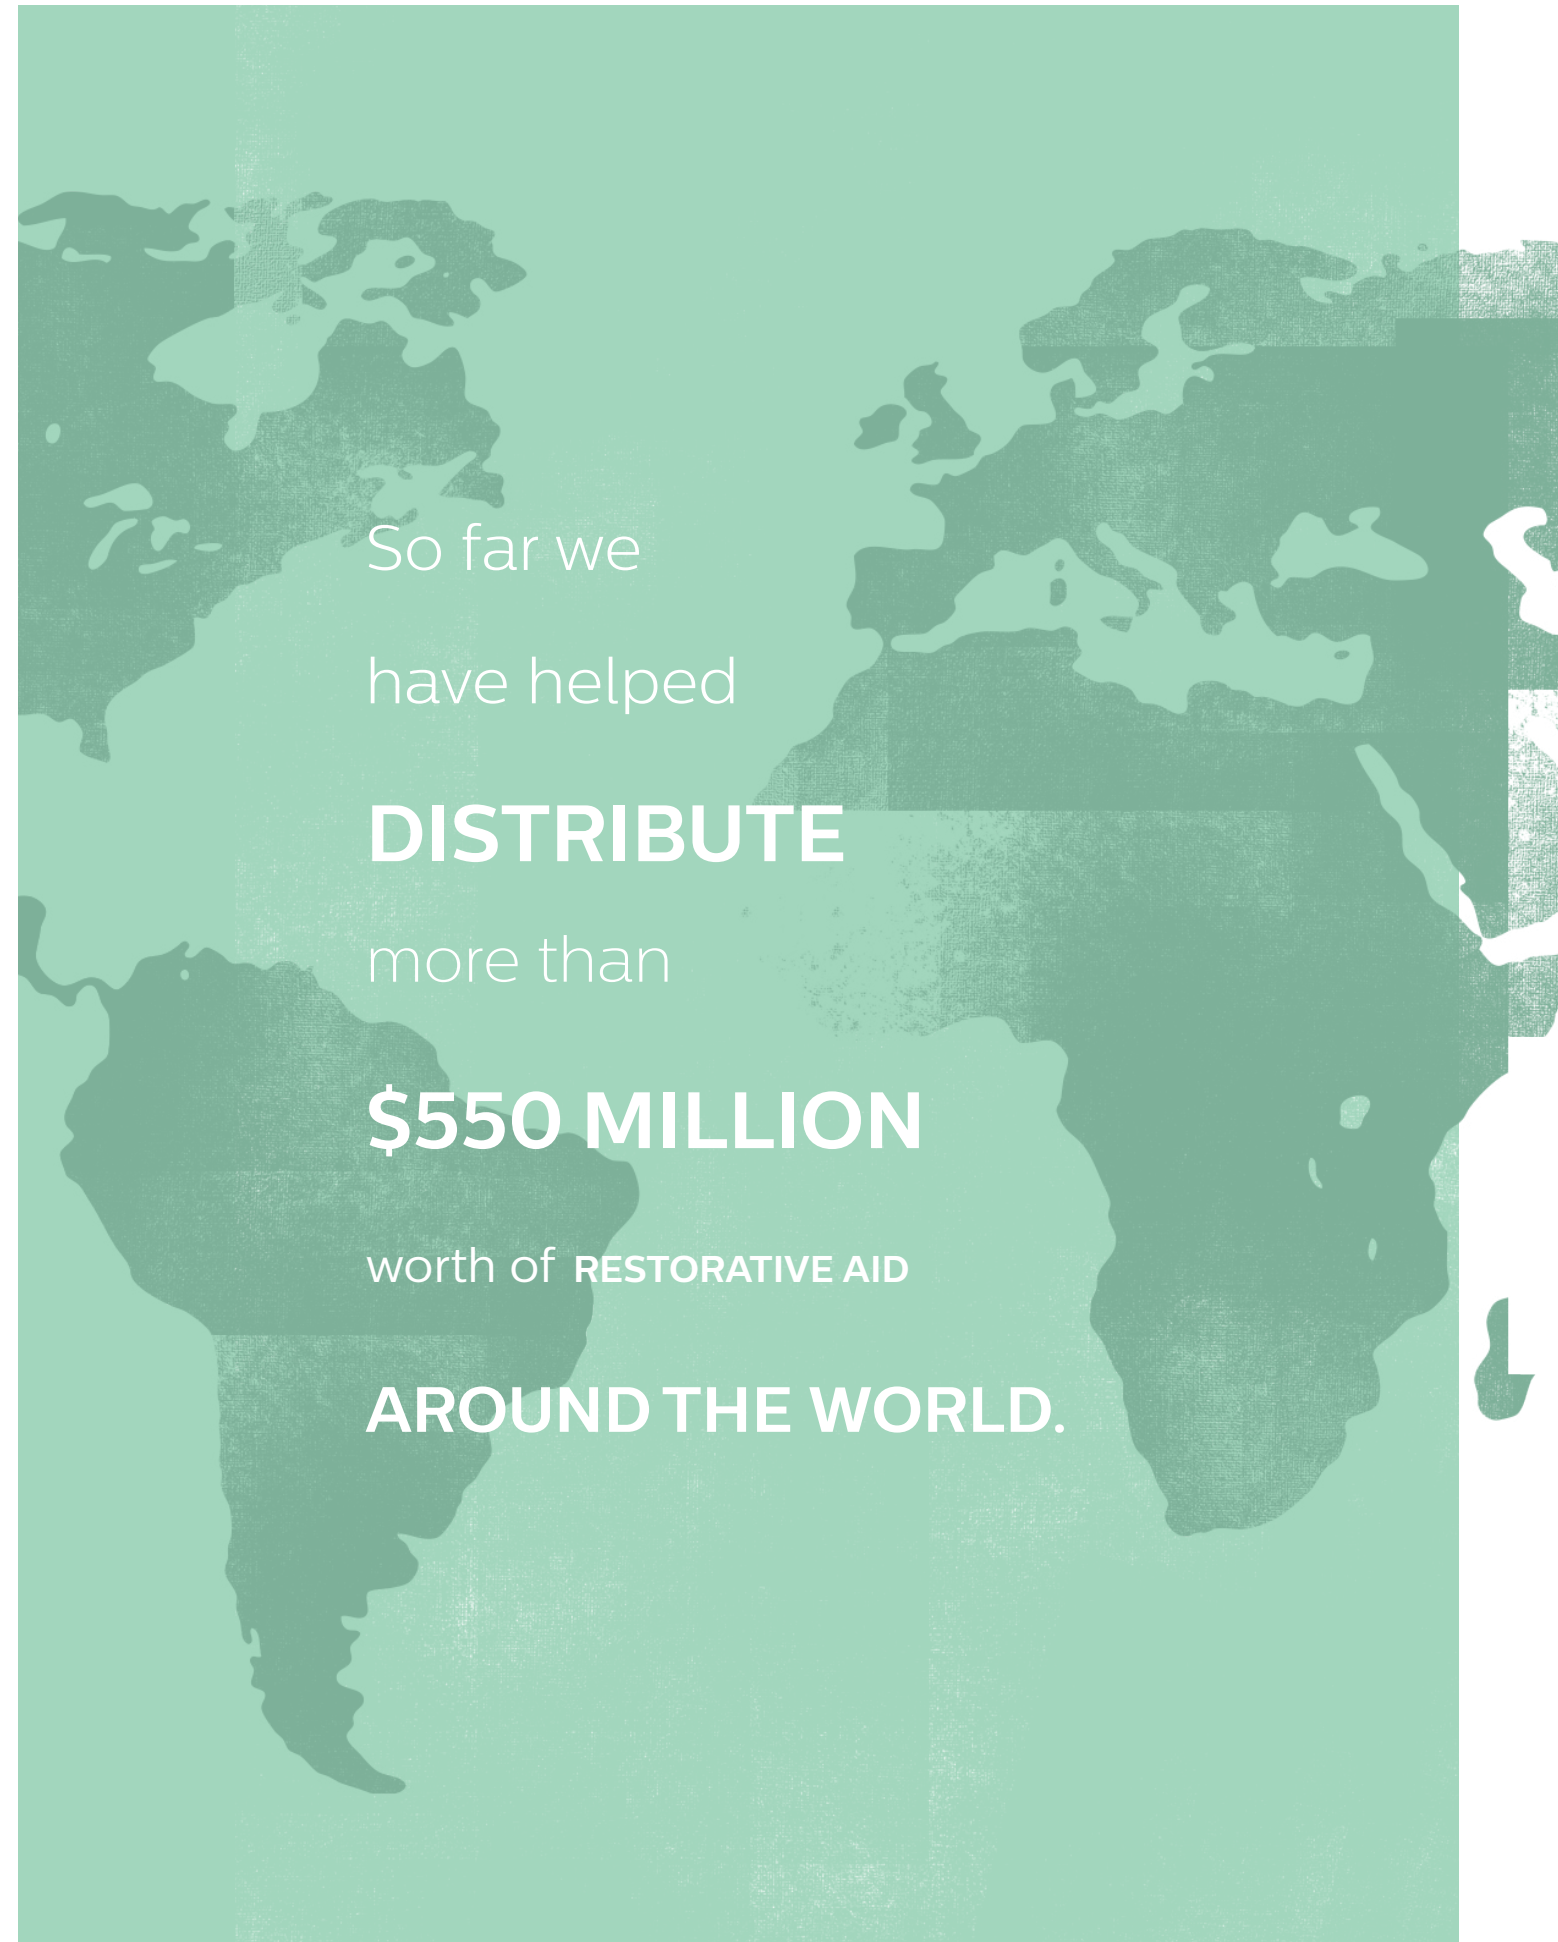 So far we
have helped
DISTRIBUTE
more than
$550 MILLION
worth of RESTORATIVE AID
AROUND THE WORLD.